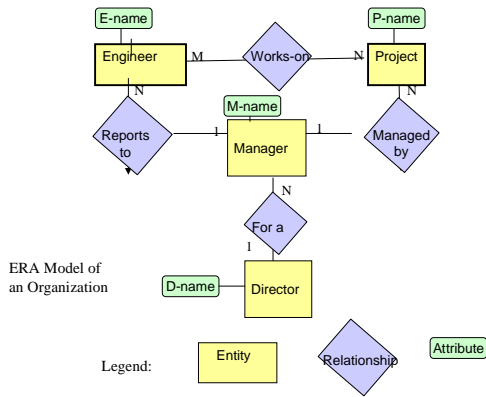 E-name
P-name
Engineer
M
Works-on
N
Project
N
M-name
N
Reports
to
1
Manager
1
Managed
by
N
For a
1
ERA Model of
an Organization
D-name
Director
Legend:
Entity
Relationship
Attribute